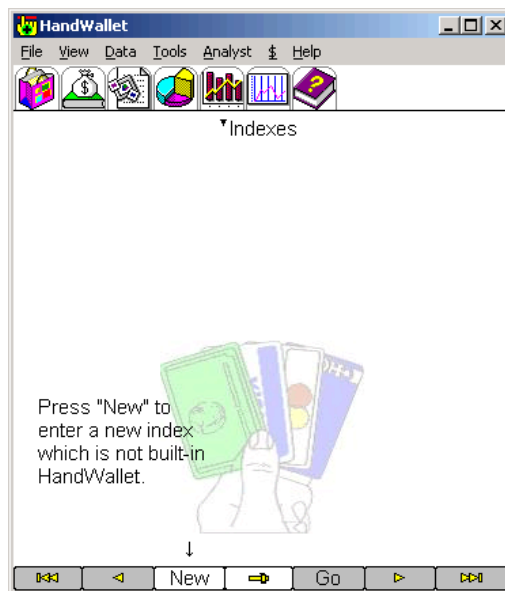 HandWallet
File View Data Tools Analyst $ Help
Indexes
Press "New" to
enter a new index
which is not built-in
HandWallet.
New Go